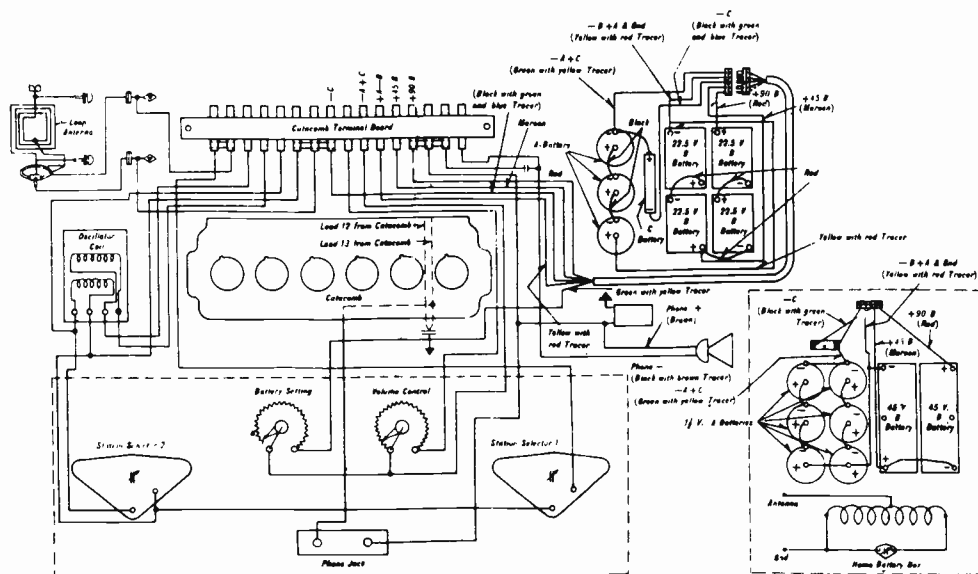 — C
(Black with green
and blue Tracer)
— B + A & Gnd
(Yellow with red Tracer)
— A + C
(Green with yellow Tracer)
+90 B
(Red)
+45 B
(Maroon)
— C
— A + C
+ A — B
+45 B
+90 B
(Black with green
and blue Tracer)
Maroon
Black
A-Battery
Red
Loop
Antenna
Catacomb Terminal Board
22.5 V
B
Battery
22.5 V
B
Battery
22.5 V
B
Battery
22.5 V
B
Battery
C
Battery
Red
Yellow with red Tracer
Lead 12 from Catacomb
Lead 13 from Catacomb
Oscillator
Coil
Catacomb
Green with yellow Tracer
Yellow with
red Tracer
Phone +
(Brown)
Phone —
(Black with brown Tracer)
— B + A & Gnd
(Yellow with red Tracer)
— C
(Black with green
Tracer)
+90 B
(Red)
+45 B
(Maroon)
— A + C
(Green with yellow Tracer)
1½ V. A Batteries
45 V
B
Battery
45 V.
B
Battery
Battery Setting
Volume Control
Station Selector 2
Station Selector 1
Phone Jack
Antenna
Gnd
Home Battery Box